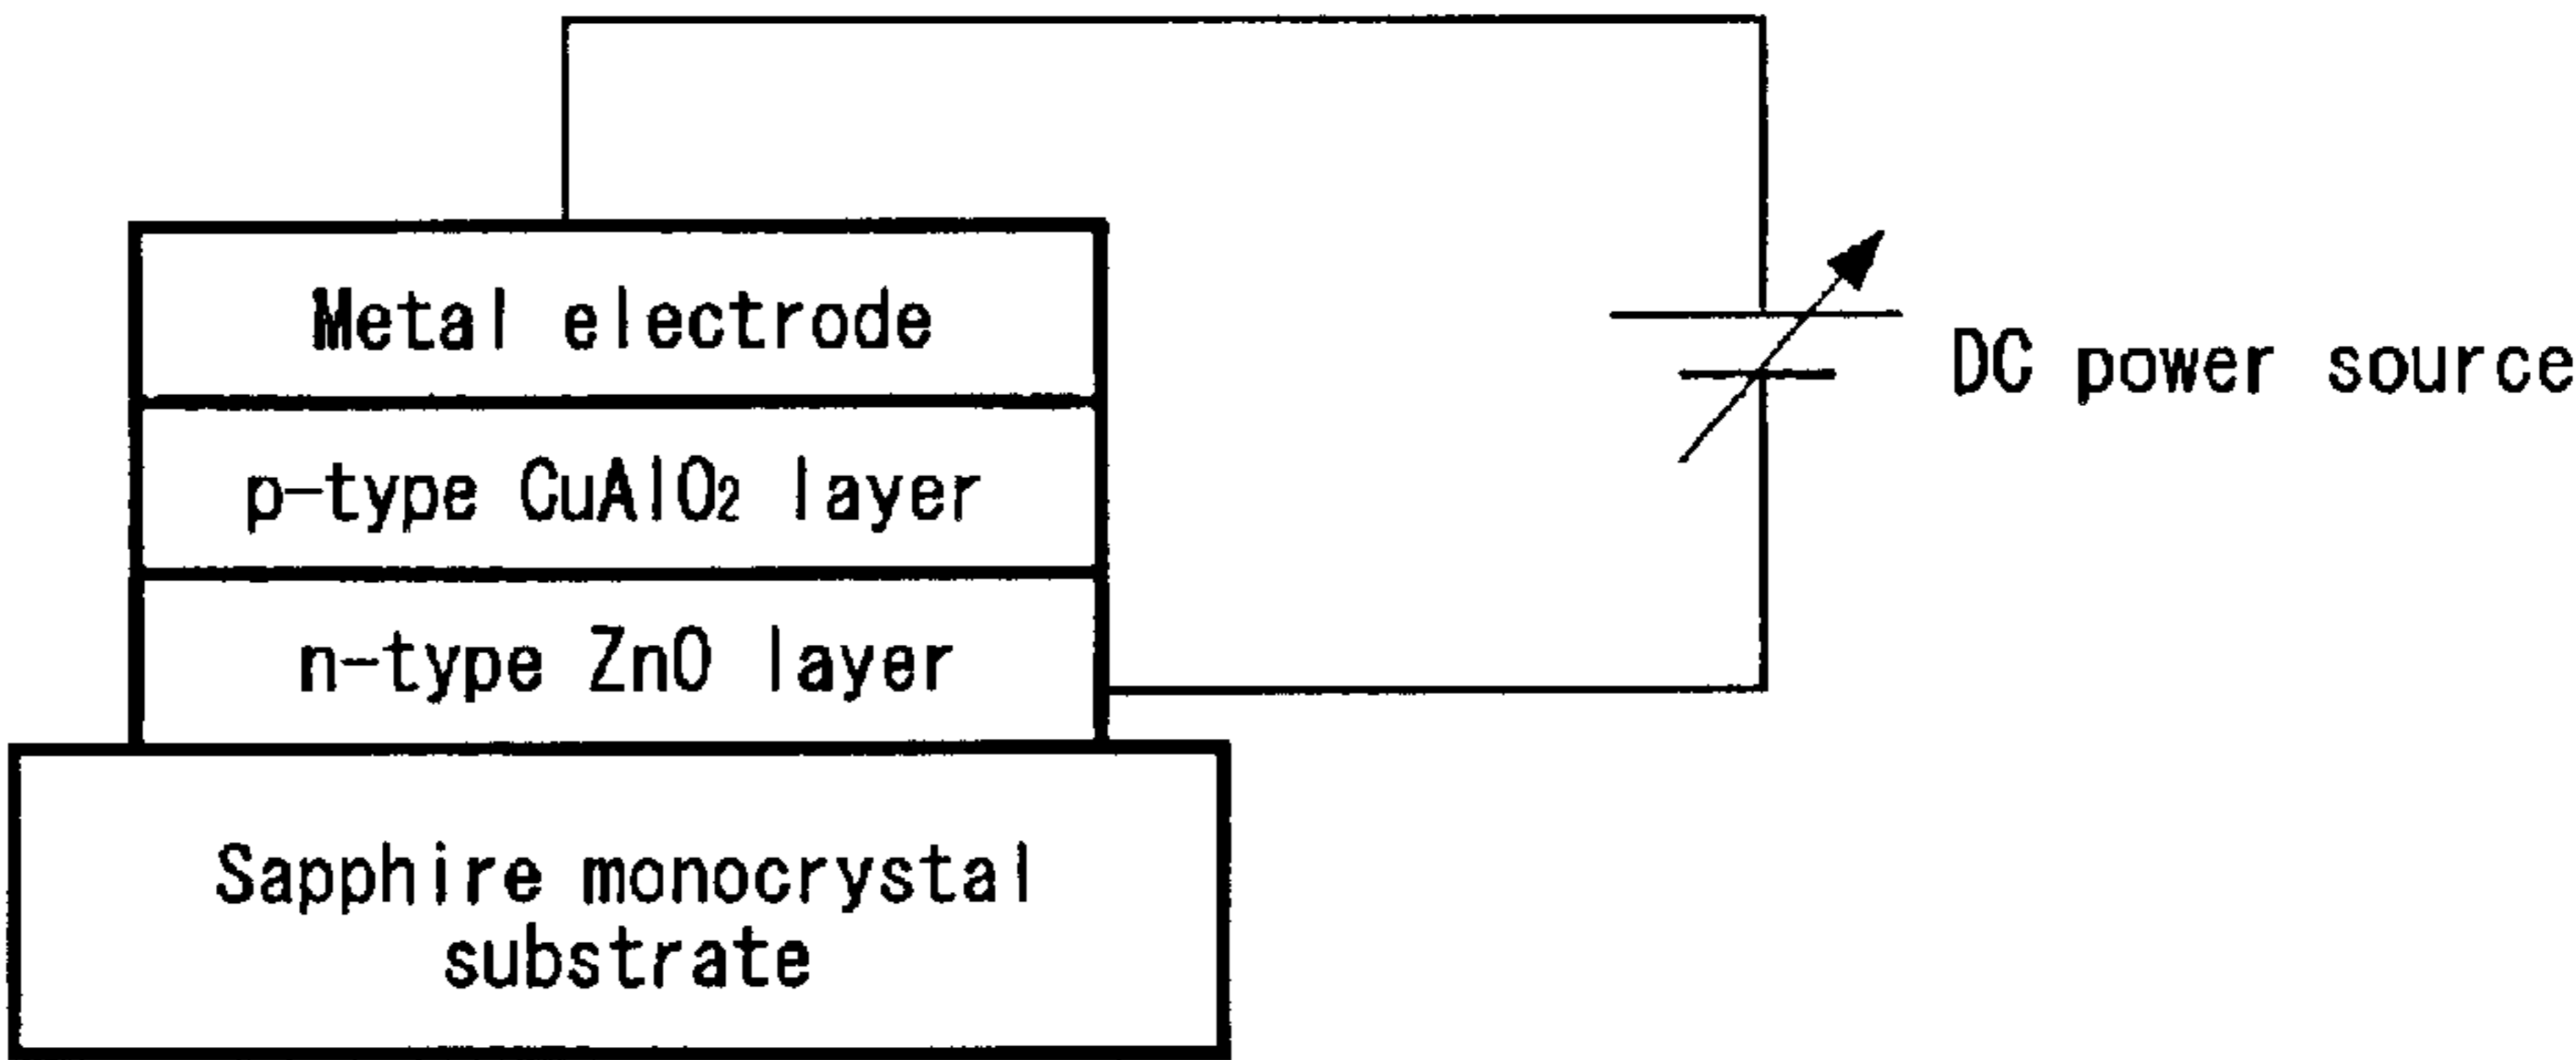 Metal electrode
DC power source
p-type CuAlO₂ layer
n-type ZnO layer
Sapphire monocrystal
substrate